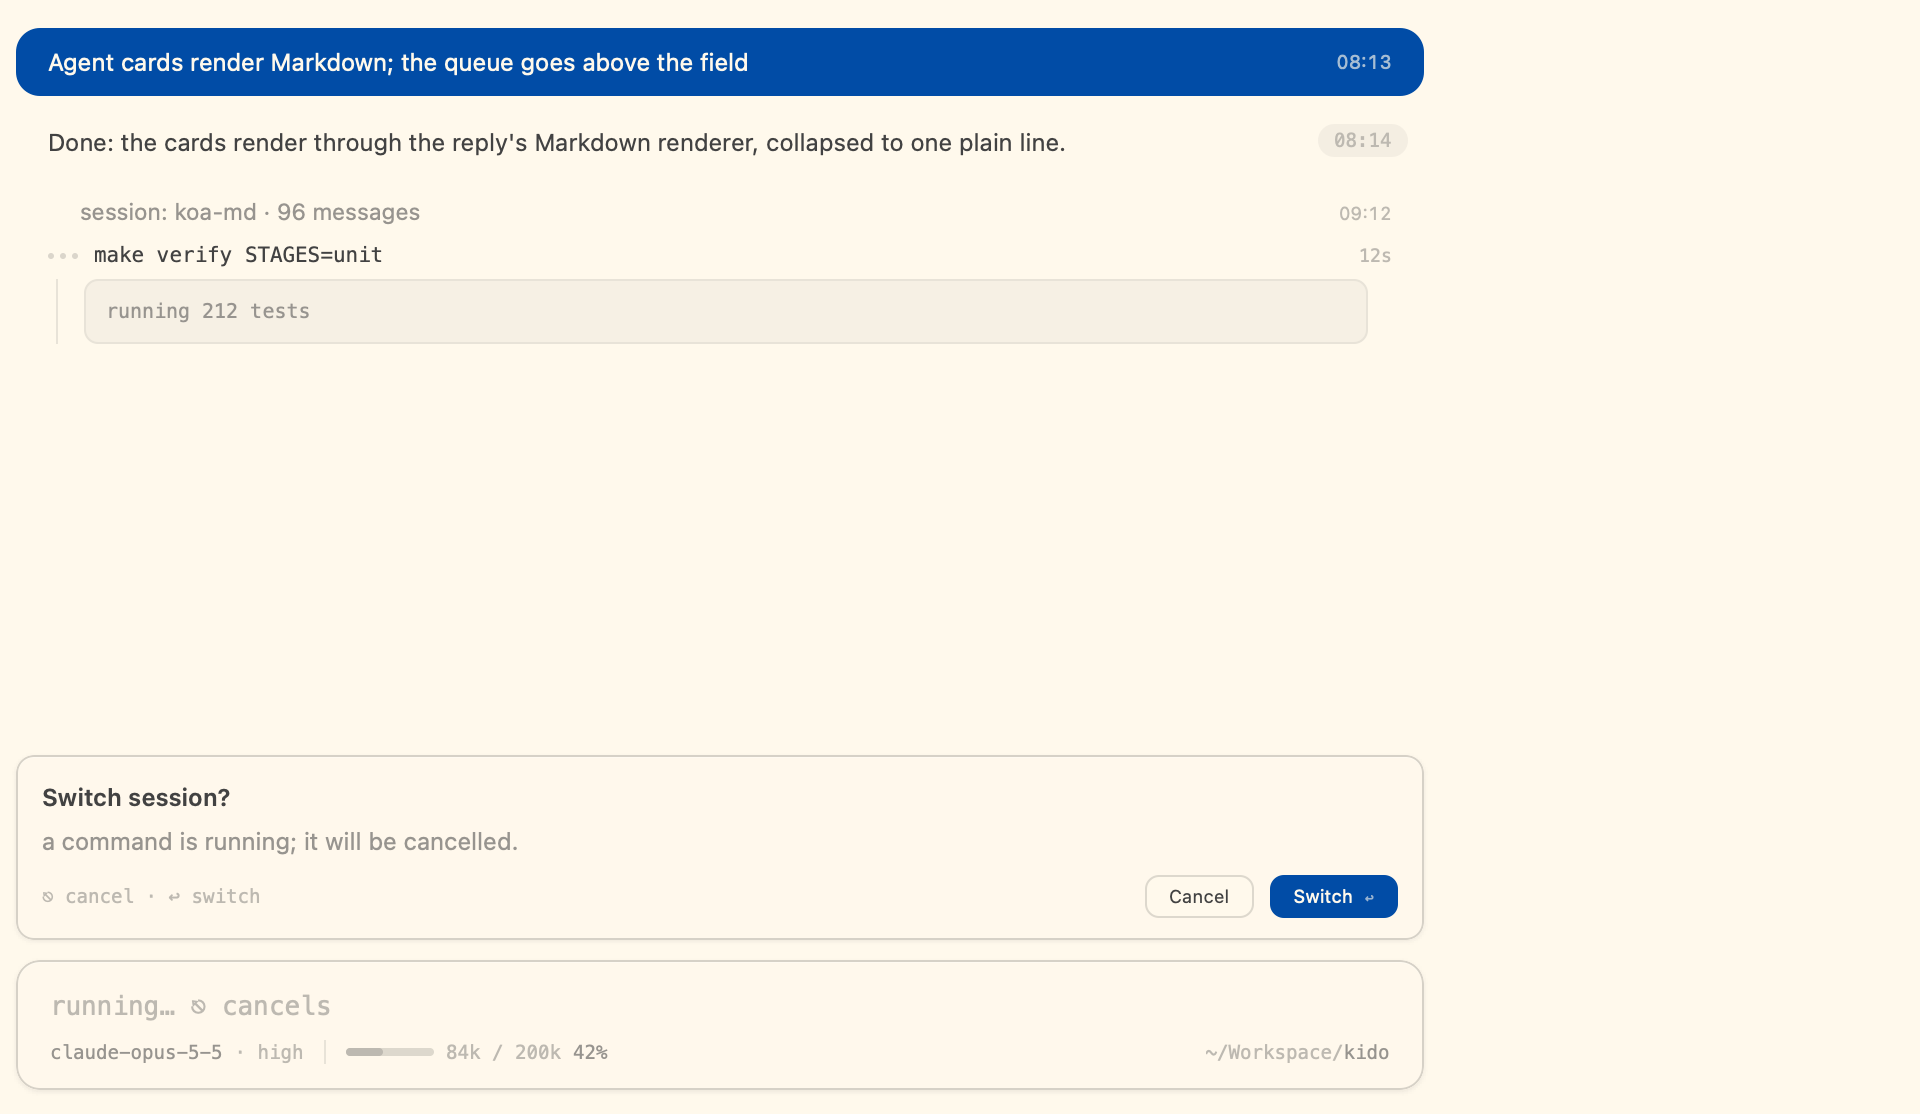 Agent cards render Markdown; the queue goes above the field 08:13
Done: the cards render through the reply's Markdown renderer, collapsed to one plain line. 08:14
session: koa-md · 96 messages 09:12
make verify STAGES=unit 12s
running 212 tests
Switch session?
a command is running; it will be cancelled.
⎋ cancel · ↩ switch Cancel Switch ↩
running… ⎋ cancels
claude-opus-5-5 · high 84k / 200k 42% ~/Workspace/kido